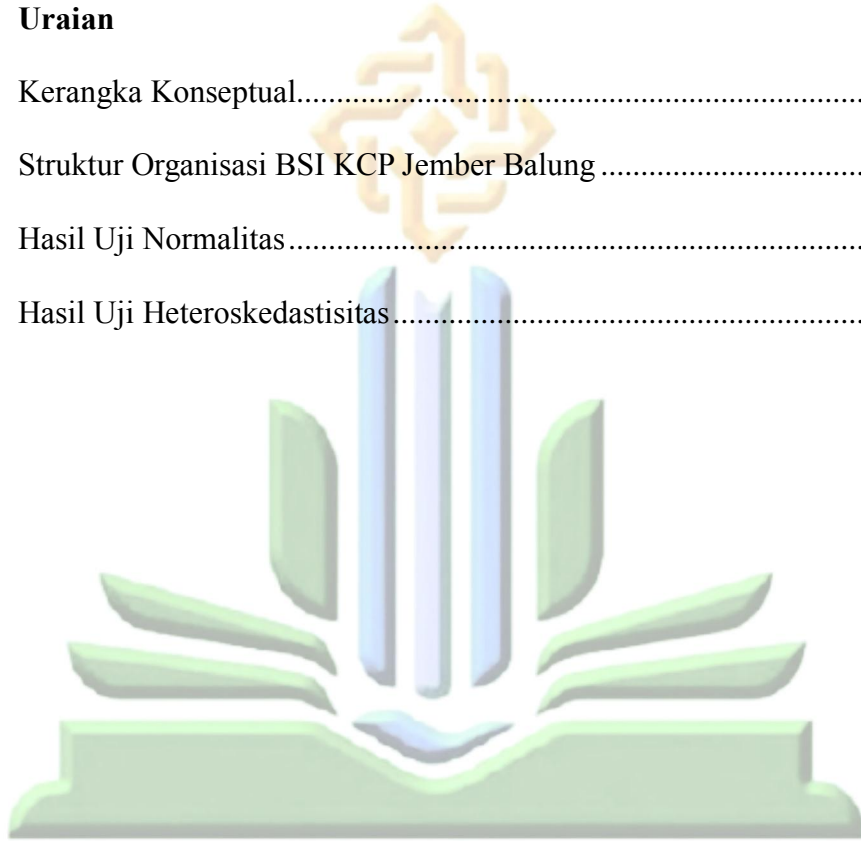 Uraian
Kerangka Konseptual........................................................................
Struktur Organisasi BSI KCP Jember Balung .................................
Hasil Uji Normalitas.........................................................................
Hasil Uji Heteroskedastisitas............................................................